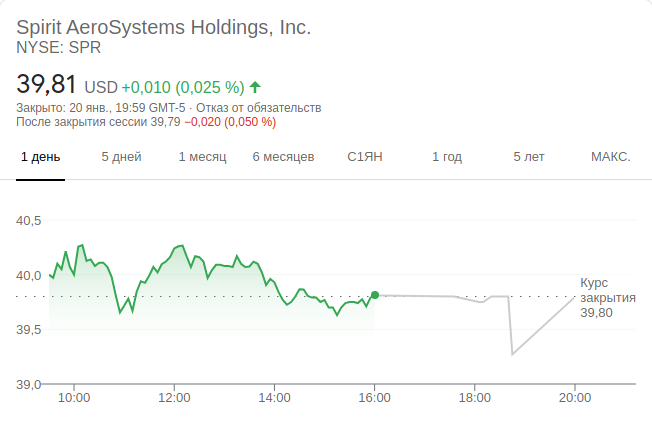 Spirit AeroSystems Holdings, Inc.
NYSE: SPR
39,81 USD +0,010 (0,025 %)
Закрыто: 20 янв., 19:59 GMT-5 · Отказ от обязательств
После закрытия сессии 39,79 −0,020 (0,050 %)
1 день 5 дней 1 месяц 6 месяцев С1ЯН 1 год 5 лет МАКС.
40,5
40,0
Курс
закрытия
39,80
39,5
39,0
10:00 12:00 14:00 16:00 18:00 20:00